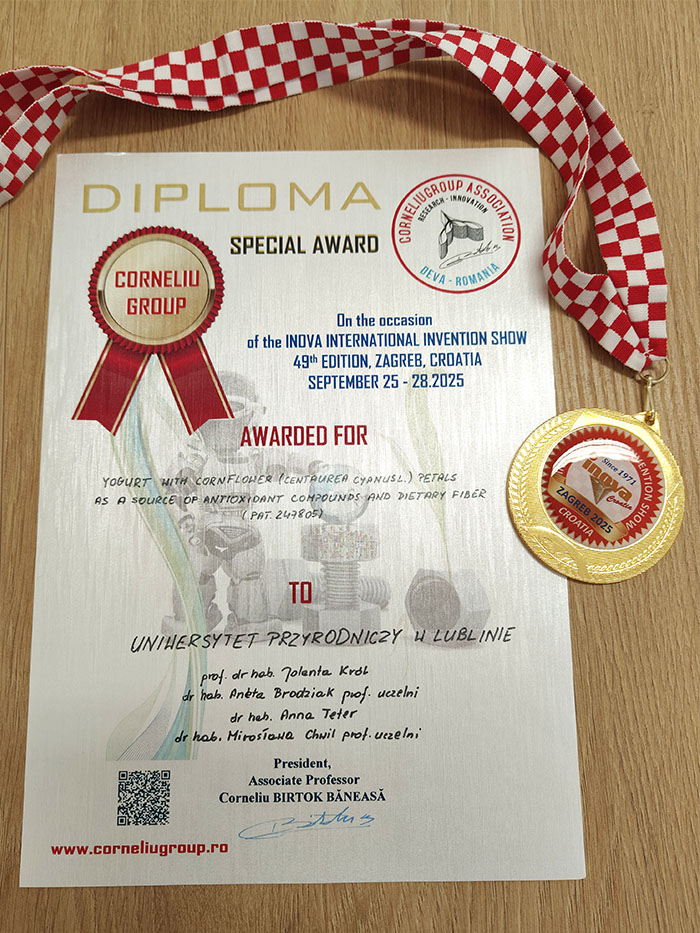 DIPLOMA
SPECIAL AWARD
CORNELIUGROUP ASSOCIATION
RESEARCH - INNOVATION
DEVA - ROMANIA
CORNELIU
GROUP
On the occasion
of the INOVA INTERNATIONAL INVENTION SHOW
49th EDITION, ZAGREB, CROATIA
SEPTEMBER 25 - 28.2025
AWARDED FOR
YOGURT WITH CORNFLOWER (CENTAUREA CYANUSL.) PETALS
AS A SOURCE OF ANTIOXIDANT COMPOUNDS AND DIETARY FIBER
(PAT. 247805)
TO
UNIWERSYTET PRZYRODNICZY W LUBLINIE
prof. dr hab. Jolanta Król
dr hab. Aneta Brodziak prof. uczelni
dr hab. Anna Teter
dr hab. Mirosława Chwil prof. uczelni
President,
Associate Professor
Corneliu BIRTOK BĂNEASĂ
www.corneliugroup.ro
Since 1971
inova
Croatia
ZAGREB 2025
INVENTION SHOW
CROATIA